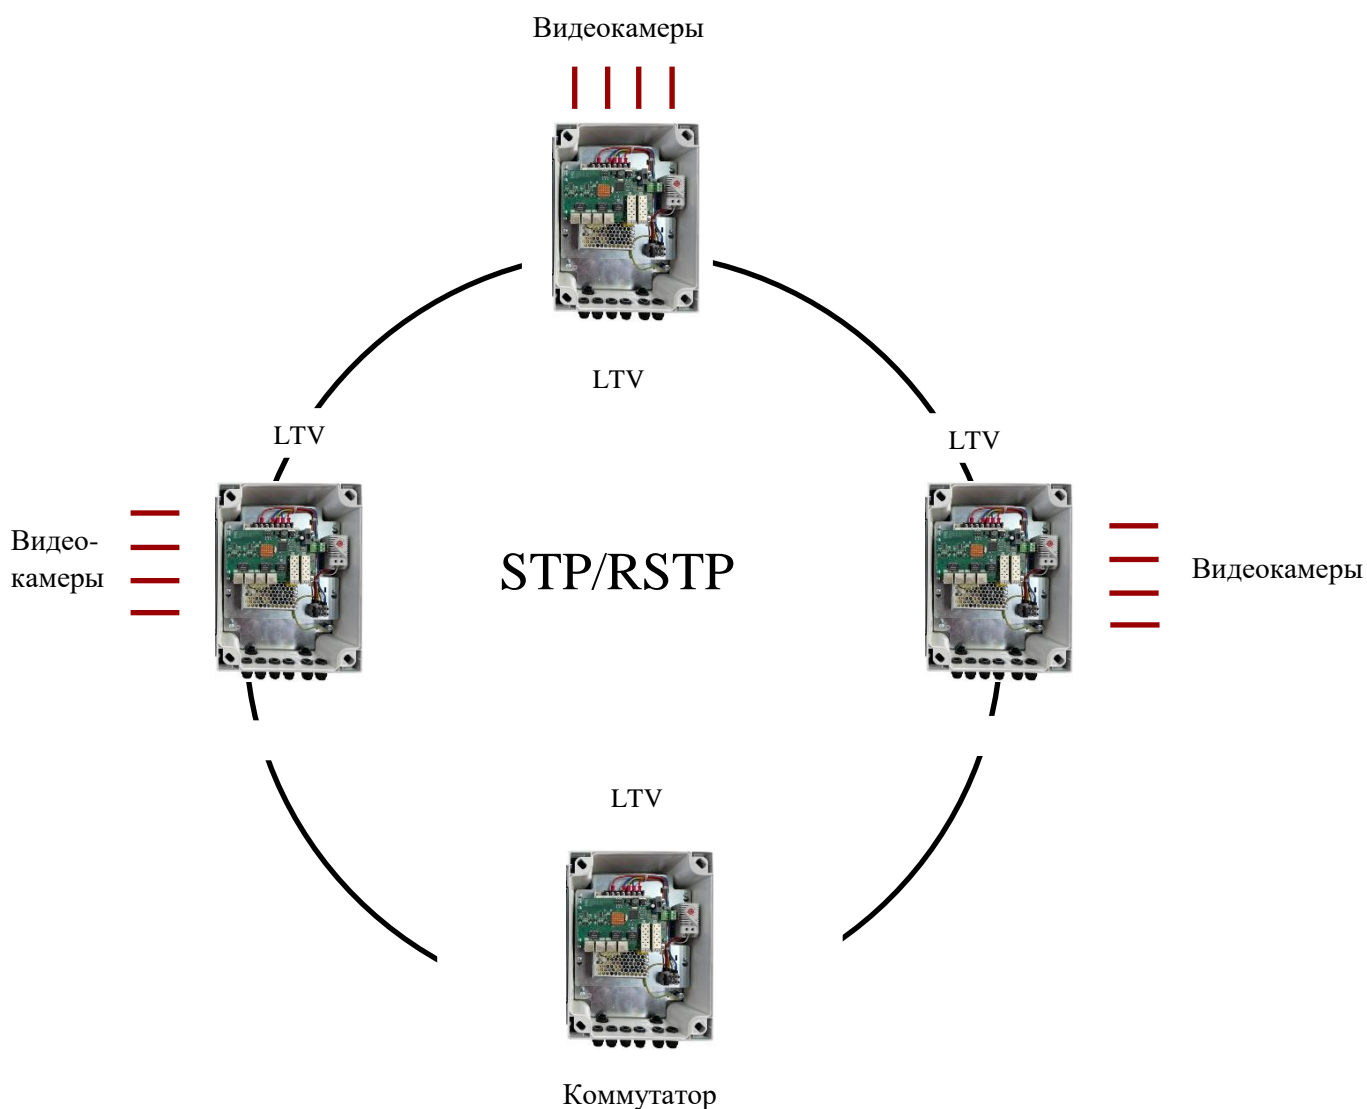 Видеокамеры
LTV
LTV
LTV
Видео-
камеры
STP/RSTP
Видеокамеры
LTV
Коммутатор